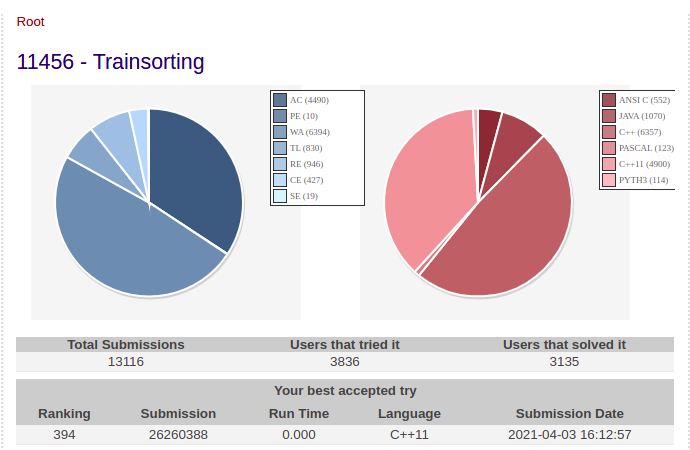 Root
11456 - Trainsorting
AC (4490)
PE (10)
WA (6394)
TL (830)
RE (946)
CE (427)
SE (19)
ANSI C (552)
JAVA (1070)
C++ (6357)
PASCAL (123)
C++11 (4900)
PYTH3 (114)
Total Submissions Users that tried it Users that solved it
13116 3836 3135
Your best accepted try
Ranking Submission Run Time Language Submission Date
394 26260388 0.000 C++11 2021-04-03 16:12:57